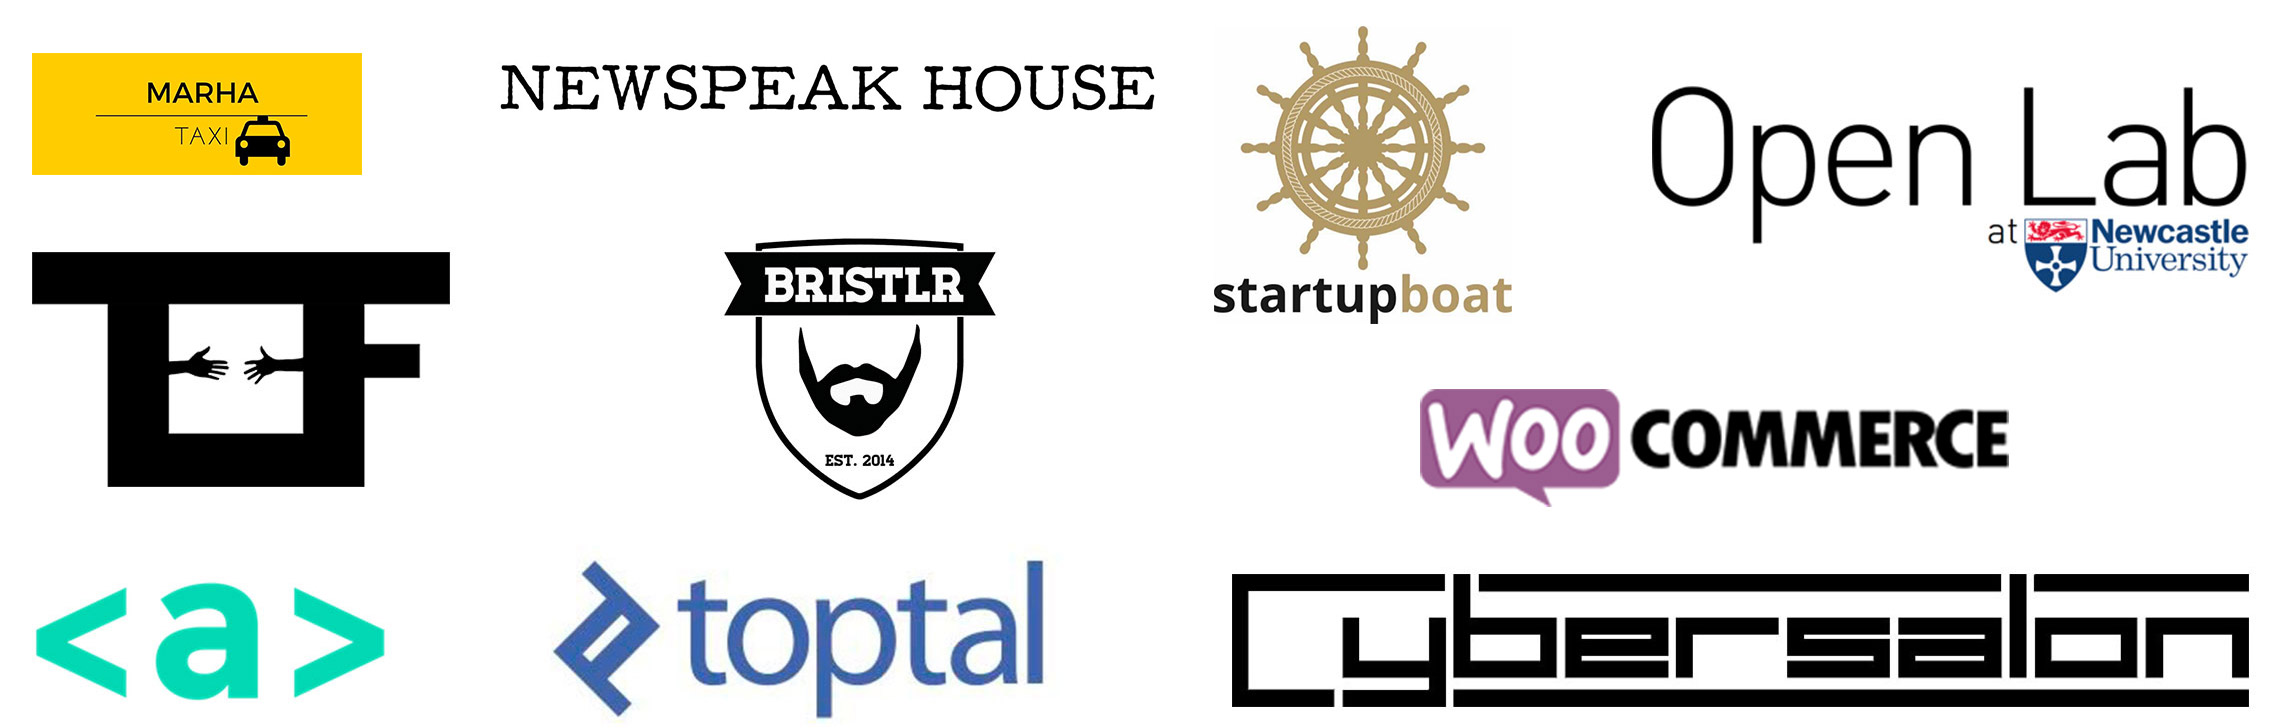 MARHA
TAXI
NEWSPEAK HOUSE
startupboat
Open Lab
at Newcastle
University
BRISTLR
EST. 2014
WOO COMMERCE
<a>
toptal
Cybersalon